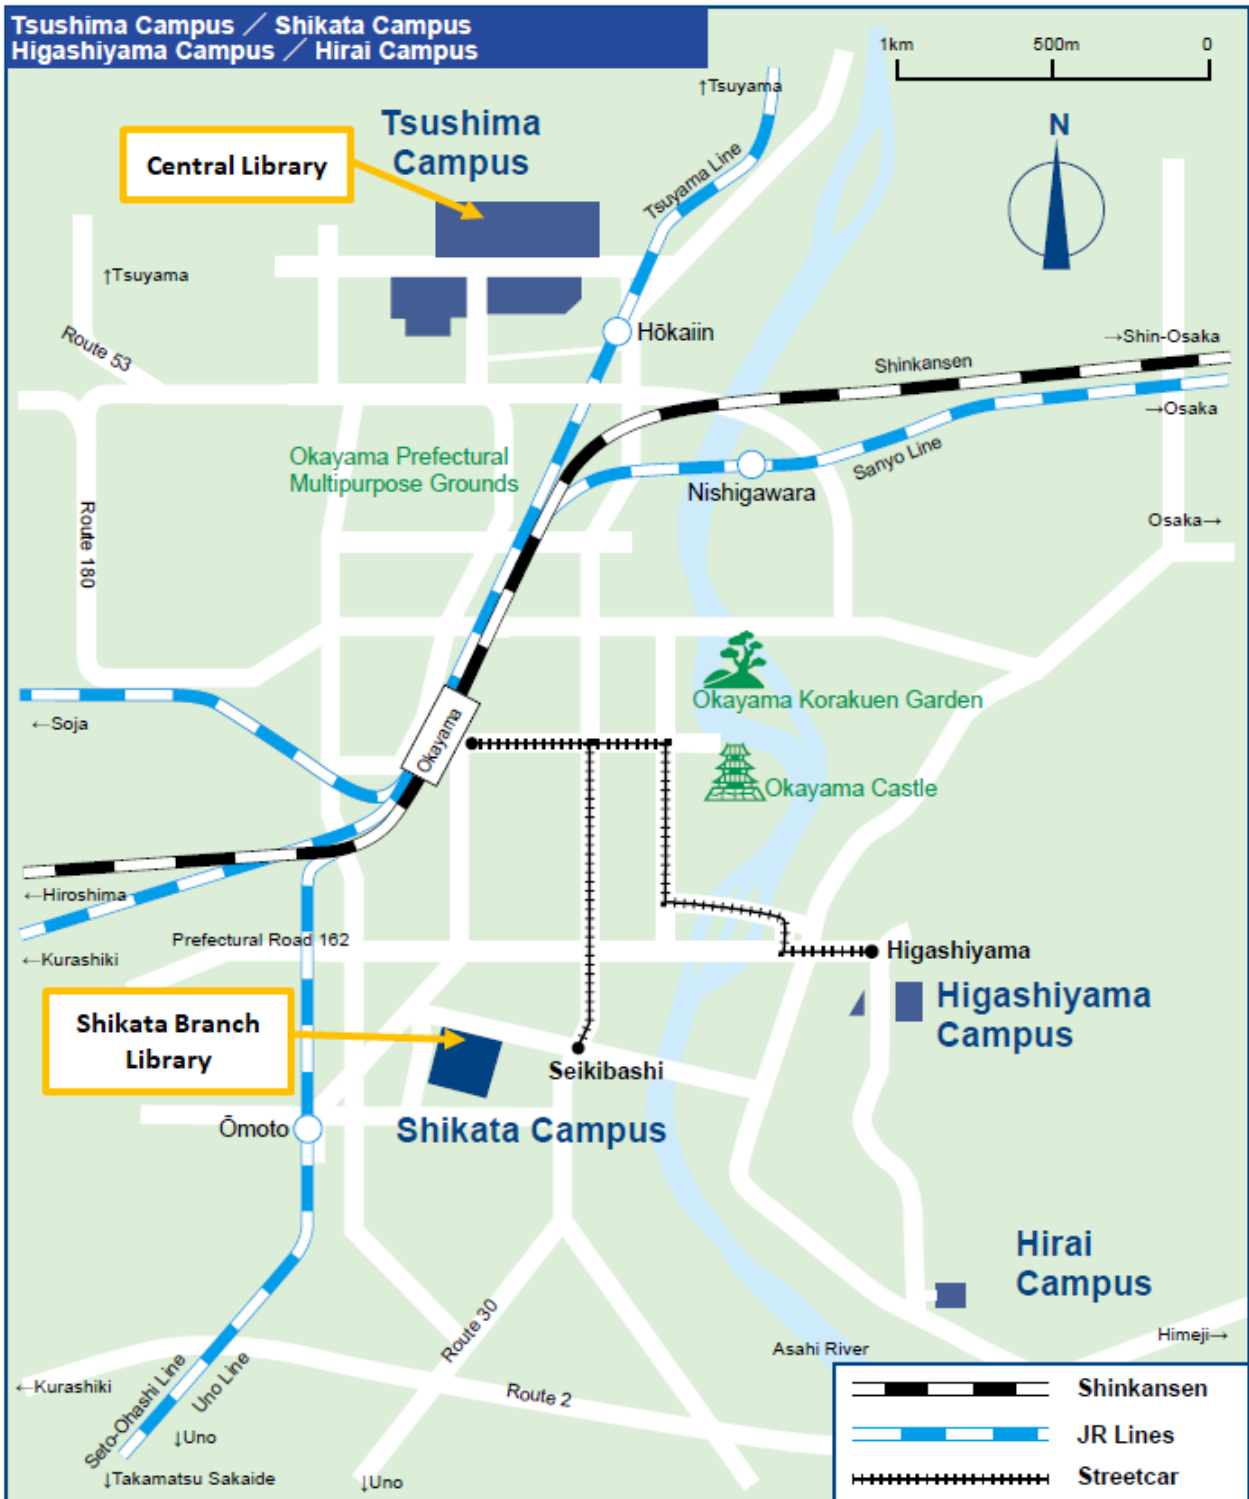 Tsushima Campus ／ Shikata Campus
Higashiyama Campus ／ Hirai Campus
1km 500m 0
↑Tsuyama
Tsushima
Campus
Central Library
N
Tsuyama Line
↑Tsuyama
Route 53
Hōkaiin
→Shin-Osaka
Shinkansen
→Osaka
Sanyo Line
Okayama Prefectural
Multipurpose Grounds
Nishigawara
Route 180
Osaka→
Okayama Korakuen Garden
←Soja
Okayama
Okayama Castle
←Hiroshima
Prefectural Road 162
←Kurashiki
Higashiyama
Higashiyama
Campus
Shikata Branch
Library
Seikibashi
Ōmoto
Shikata Campus
Hirai
Campus
Route 30
Asahi River
Himeji→
←Kurashiki
Seto-Ohashi Line
Uno Line
Route 2
↓Uno
↓Takamatsu Sakaide
↓Uno
Shinkansen
JR Lines
Streetcar